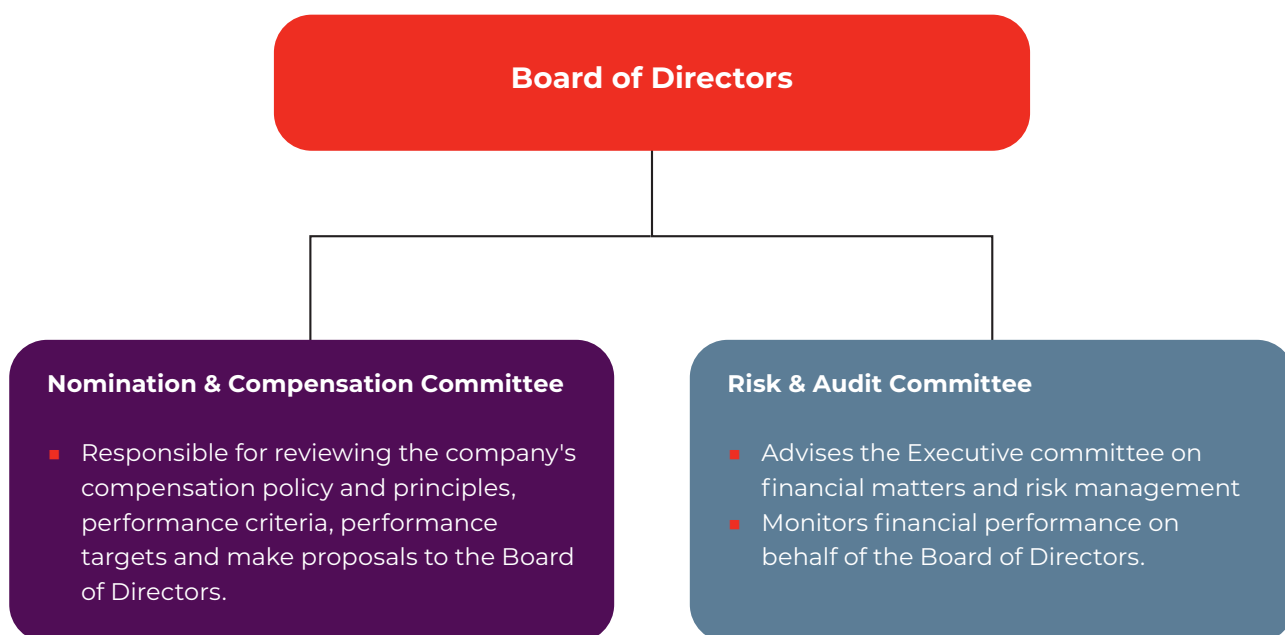 Board of Directors
Nomination & Compensation Committee
■ Responsible for reviewing the company's
compensation policy and principles,
performance criteria, performance
targets and make proposals to the Board
of Directors.
Risk & Audit Committee
■ Advises the Executive committee on
financial matters and risk management
■ Monitors financial performance on
behalf of the Board of Directors.